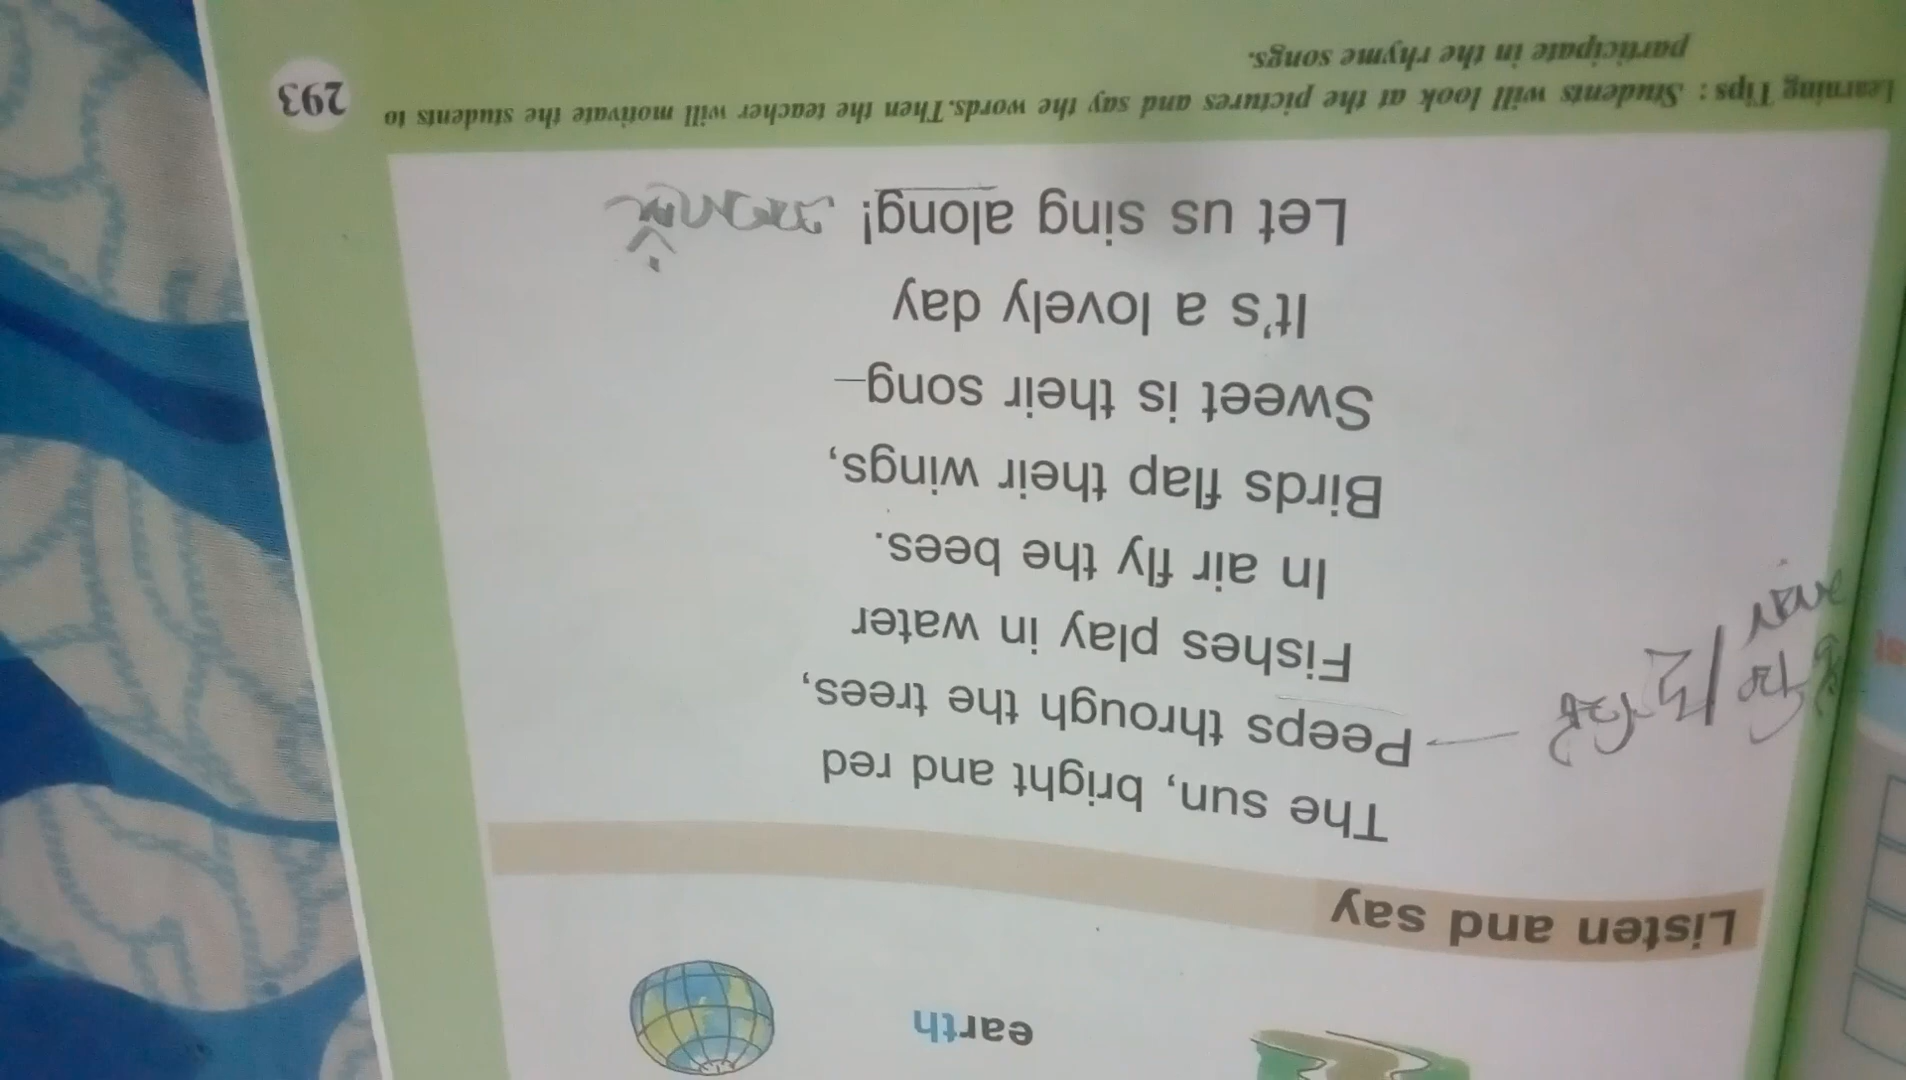 earth
Listen and say
The sun, bright and red
Peeps through the trees,
Fishes play in water
In air fly the bees.
Birds flap their wings,
Sweet is their song—
It's a lovely day
Let us sing along!
Learning Tips : Students will look at the pictures and say the words.Then the teacher will motivate the students to
participate in the rhyme songs.
293